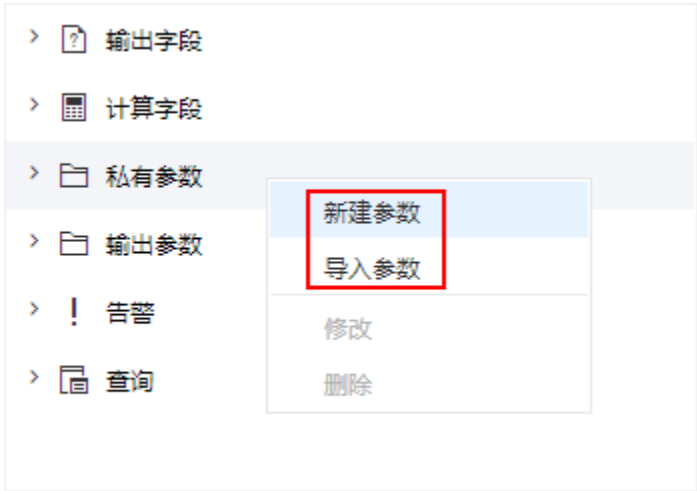 输出字段
计算字段
私有参数
新建参数
输出参数
导入参数
告警
修改
查询
删除